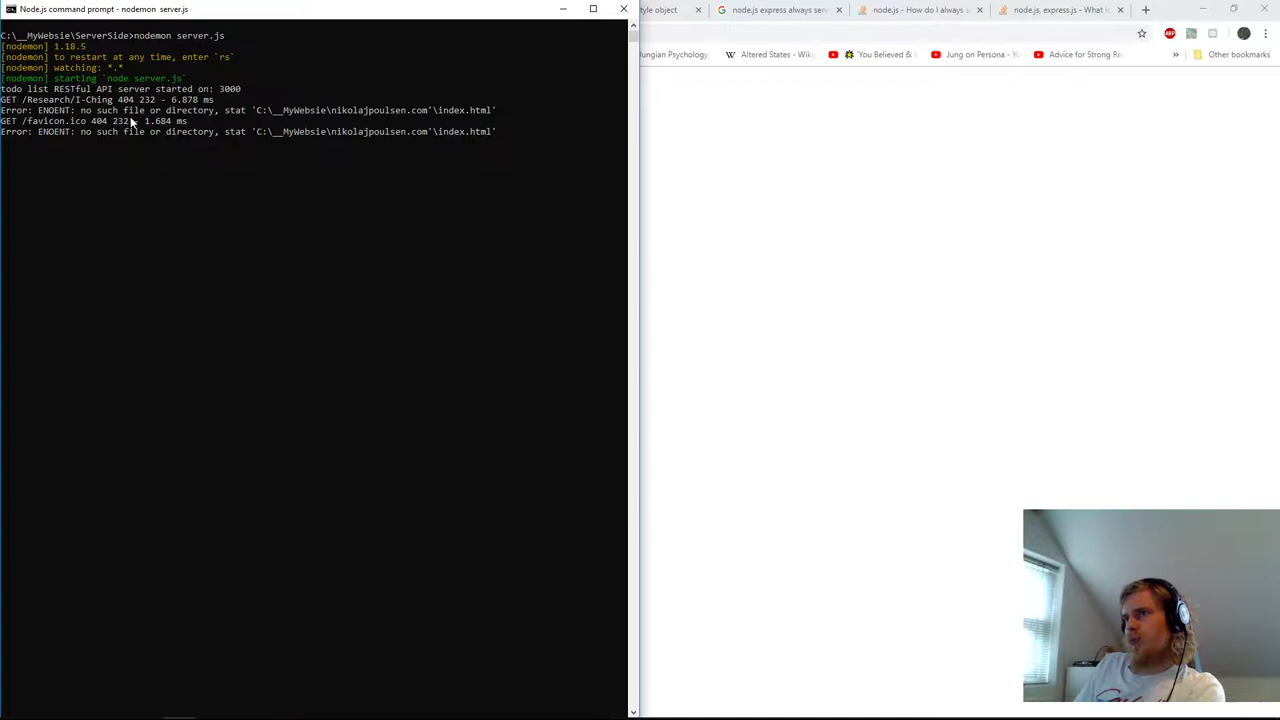 Node.js command prompt - nodemon server.js
C:\__MyWebsie\ServerSide>nodemon server.js
[nodemon] 1.18.5
[nodemon] to restart at any time, enter `rs`
[nodemon] watching: *.*
[nodemon] starting `node server.js`
todo list RESTful API server started on: 3000
GET /Research/I-Ching 404 232 - 6.878 ms
Error: ENOENT: no such file or directory, stat 'C:\__MyWebsie\nikolajpoulsen.com'\index.html'
GET /favicon.ico 404 232 - 1.684 ms
Error: ENOENT: no such file or directory, stat 'C:\__MyWebsie\nikolajpoulsen.com'\index.html'
tyle object
node.js express always serv
node.js - How do I always s
node.js, express.js - What is
ABP
Jungian Psychology.
Altered States - Wiki
'You Believed &
Jung on Persona - Yo
Advice for Strong Re
»
Other bookmarks